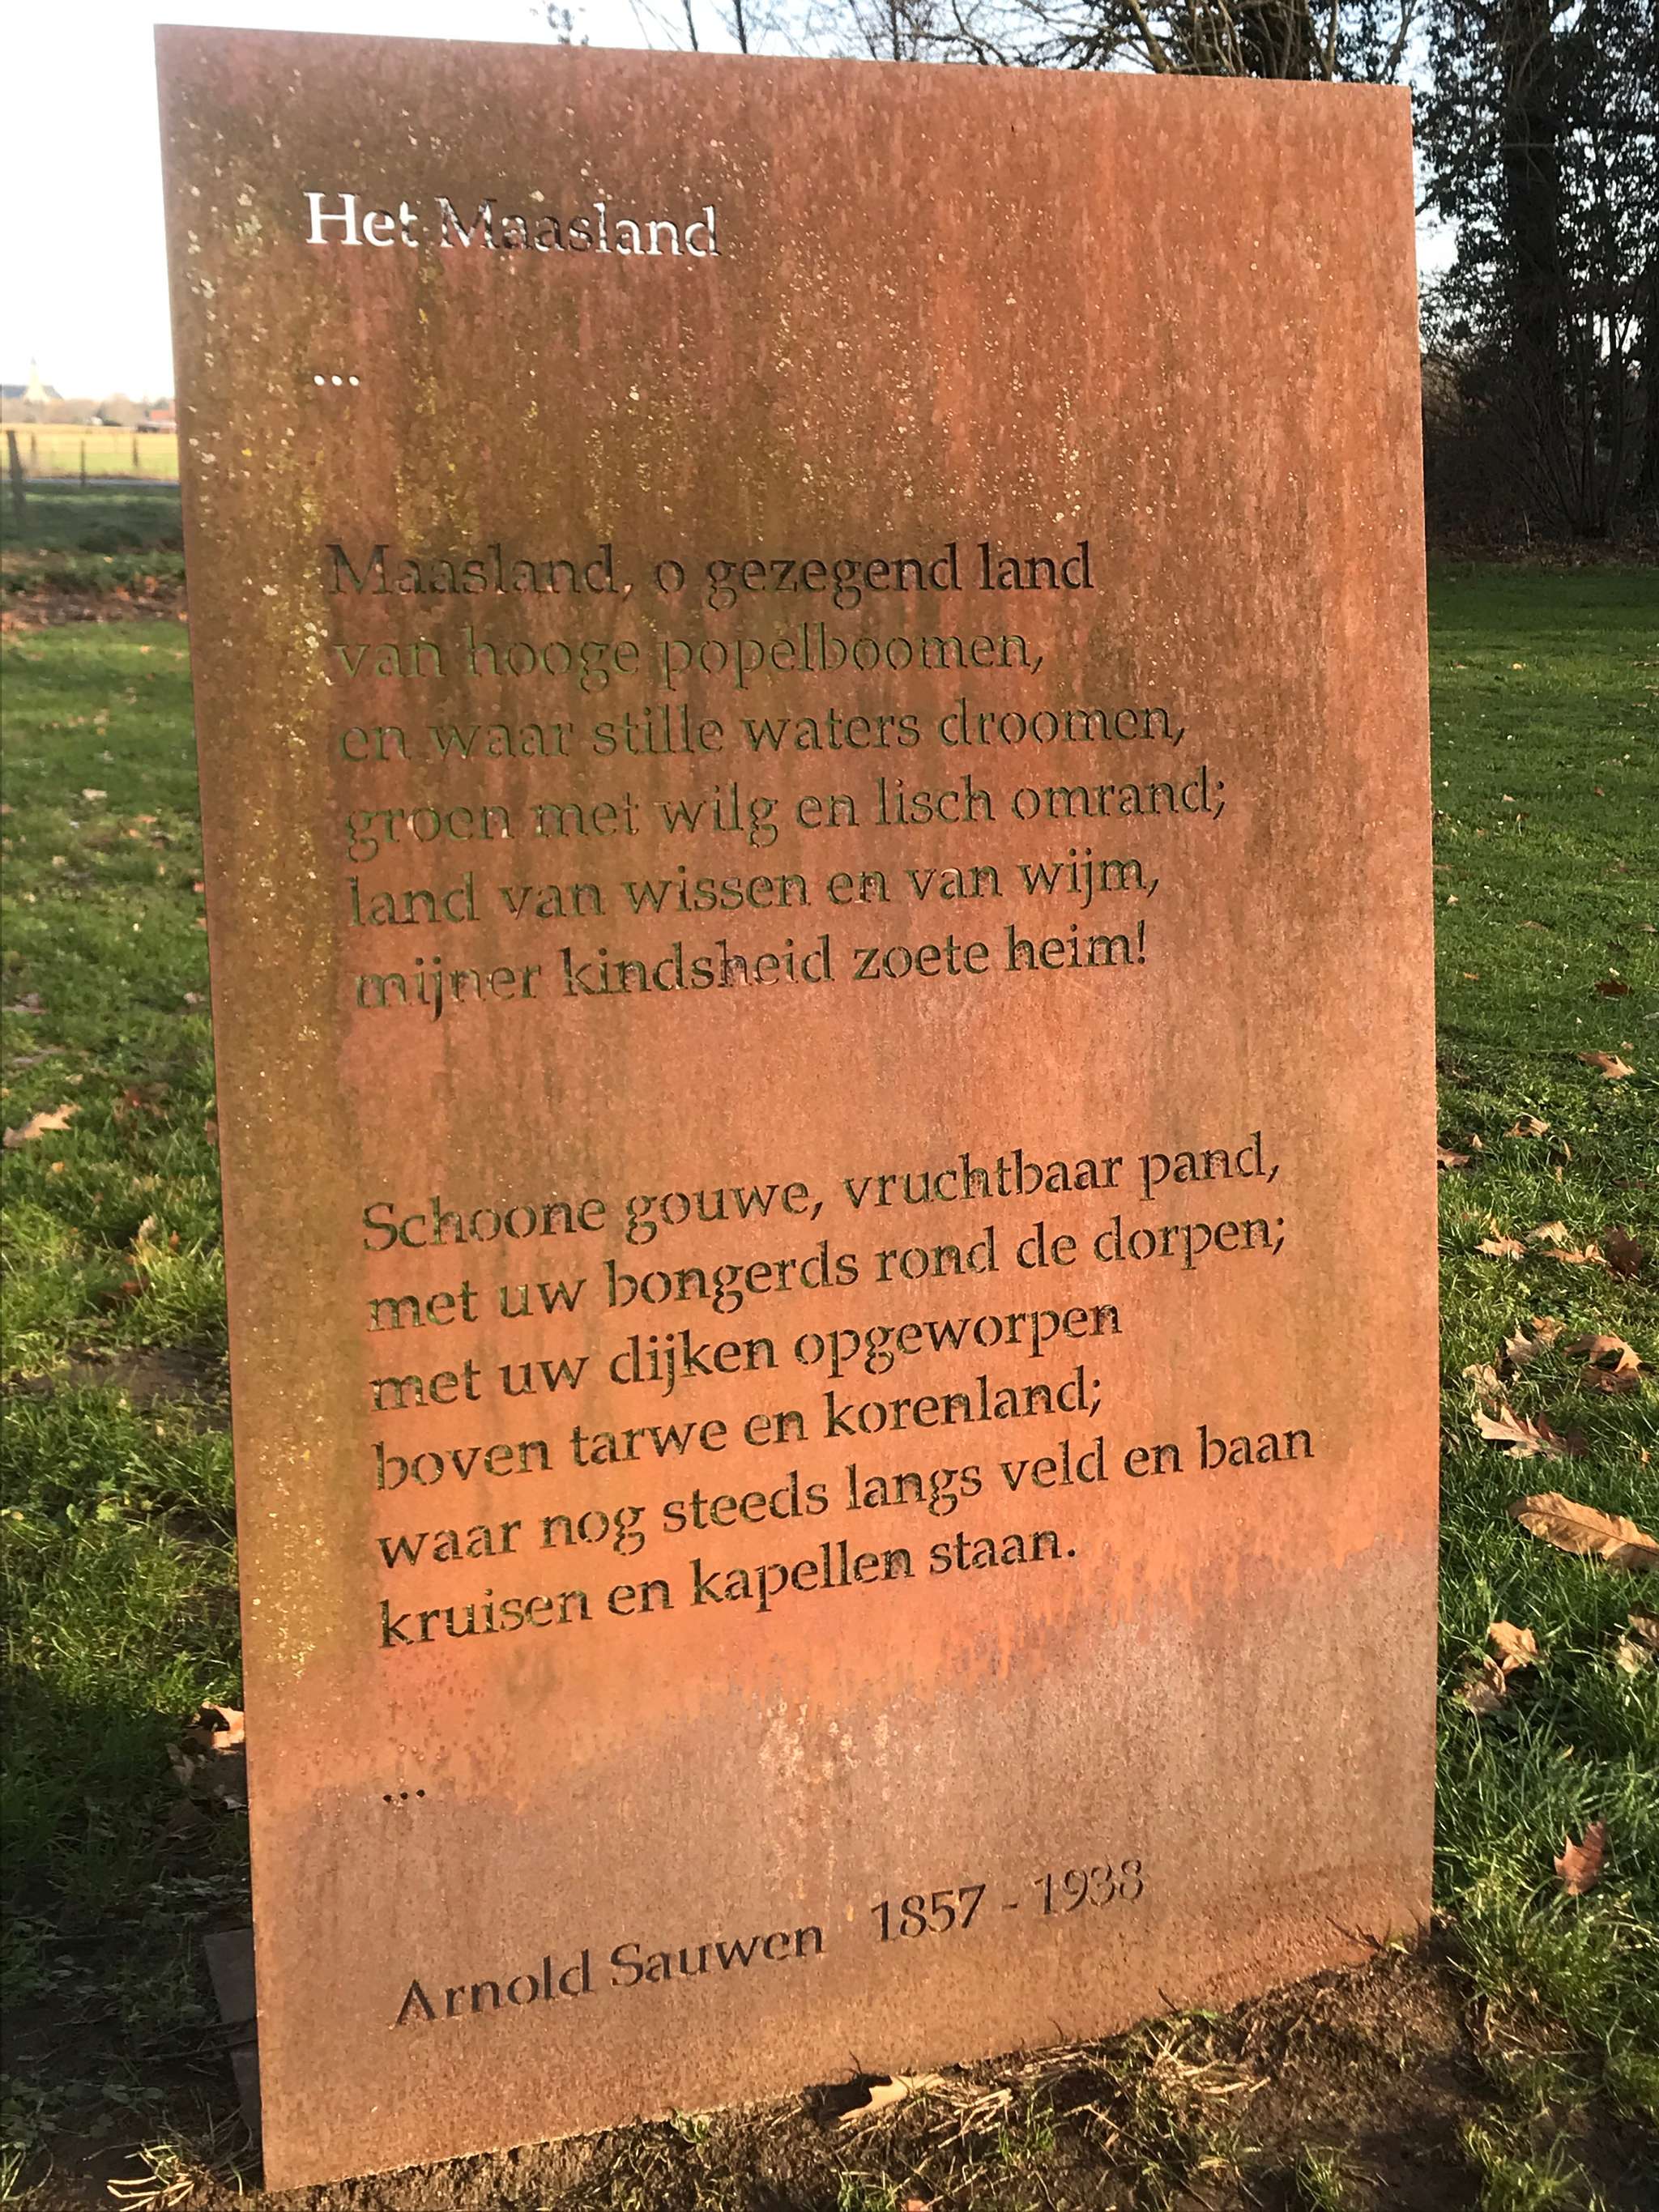 Het Maasland
...
Maasland, o gezegend land
van hooge popelboomen,
en waar stille waters droomen,
groen met wilg en lisch omrand;
land van wissen en van wijm,
mijner kindsheid zoete heim!
Schoone gouwe, vruchtbaar pand,
met uw bongerds rond de dorpen;
met uw dijken opgeworpen
boven tarwe en korenland;
waar nog steeds langs veld en baan
kruisen en kapellen staan.
...
Arnold Sauwen 1857 - 1938